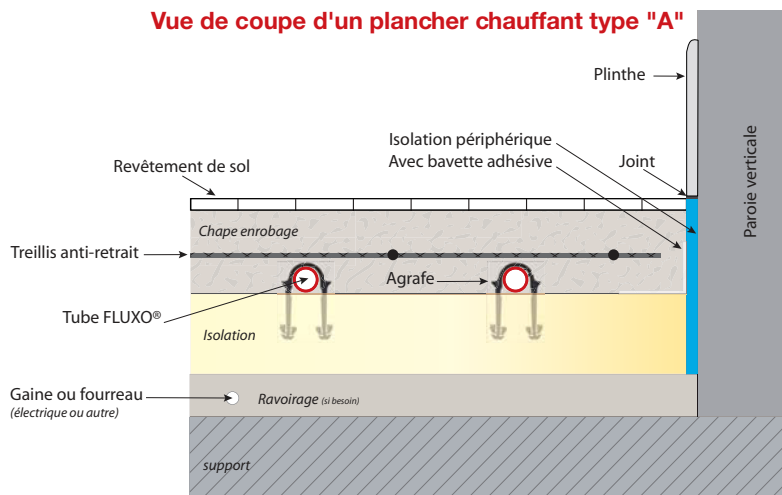 Vue de coupe d'un plancher chauffant type "A"
Plinthe
Isolation périphérique
Avec bavette adhésive
Joint
Paroie verticale
Revêtement de sol
Chape enrobage
Treillis anti-retrait
Agrafe
Tube FLUXO®
Isolation
Gaine ou fourreau
(électrique ou autre)
Ravoirage (si besoin)
support